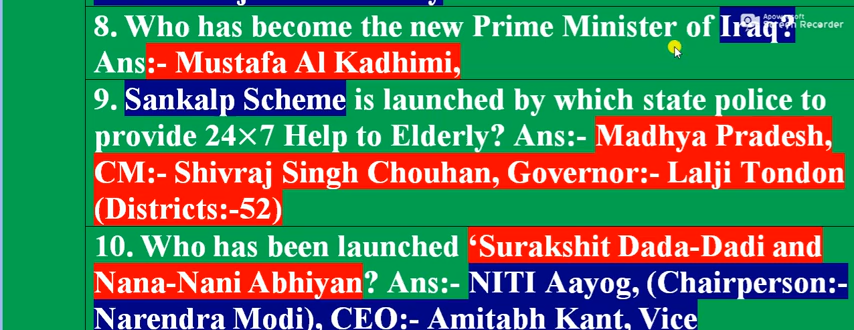 8. Who has become the new Prime Minister of Iraq?
Ans:- Mustafa Al Kadhimi,
9. Sankalp Scheme is launched by which state police to
provide 24×7 Help to Elderly? Ans:- Madhya Pradesh,
CM:- Shivraj Singh Chouhan, Governor:- Lalji Tondon
(Districts:-52)
10. Who has been launched ‘Surakshit Dada-Dadi and
Nana-Nani Abhiyan? Ans:- NITI Aayog, (Chairperson:-
Narendra Modi), CEO:- Amitabh Kant, Vice
Apowersoft
Screen Recorder